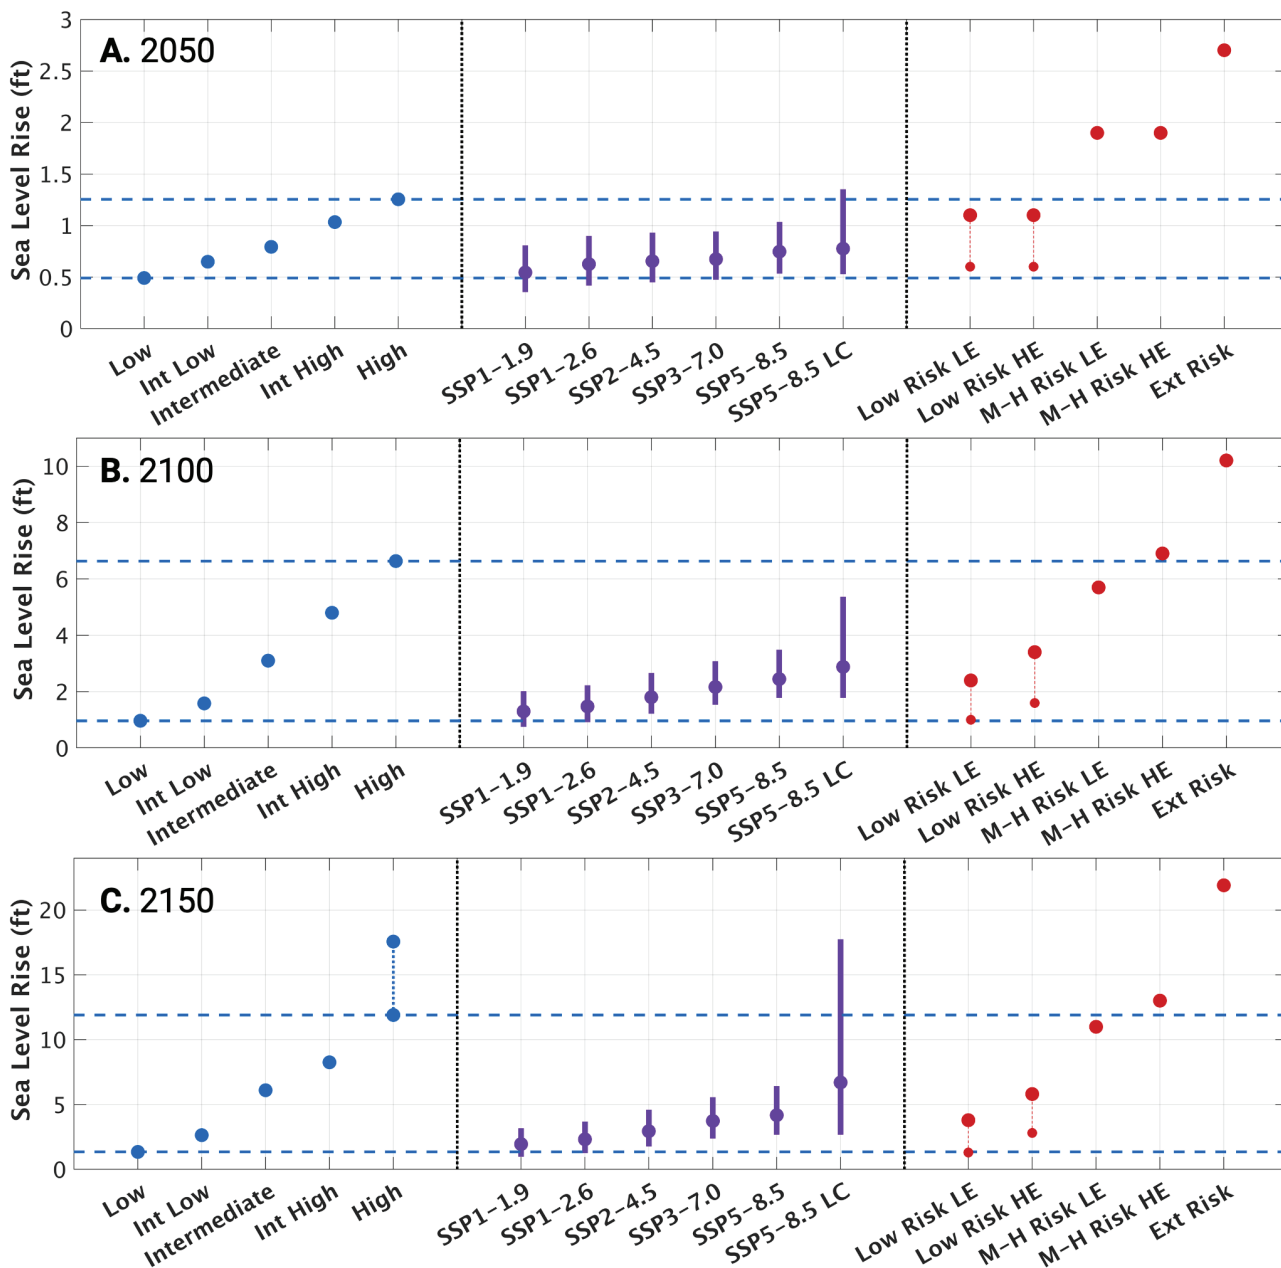 A. 2050
Sea Level Rise (ft)
3
2.5
2
1.5
1
0.5
0
Low
Int Low
Intermediate
Int High
High
SSP1-1.9
SSP1-2.6
SSP2-4.5
SSP3-7.0
SSP5-8.5
SSP5-8.5 LC
Low Risk LE
Low Risk HE
M-H Risk LE
M-H Risk HE
Ext Risk
B. 2100
Sea Level Rise (ft)
10
8
6
4
2
0
Low
Int Low
Intermediate
Int High
High
SSP1-1.9
SSP1-2.6
SSP2-4.5
SSP3-7.0
SSP5-8.5
SSP5-8.5 LC
Low Risk LE
Low Risk HE
M-H Risk LE
M-H Risk HE
Ext Risk
C. 2150
Sea Level Rise (ft)
20
15
10
5
0
Low
Int Low
Intermediate
Int High
High
SSP1-1.9
SSP1-2.6
SSP2-4.5
SSP3-7.0
SSP5-8.5
SSP5-8.5 LC
Low Risk LE
Low Risk HE
M-H Risk LE
M-H Risk HE
Ext Risk